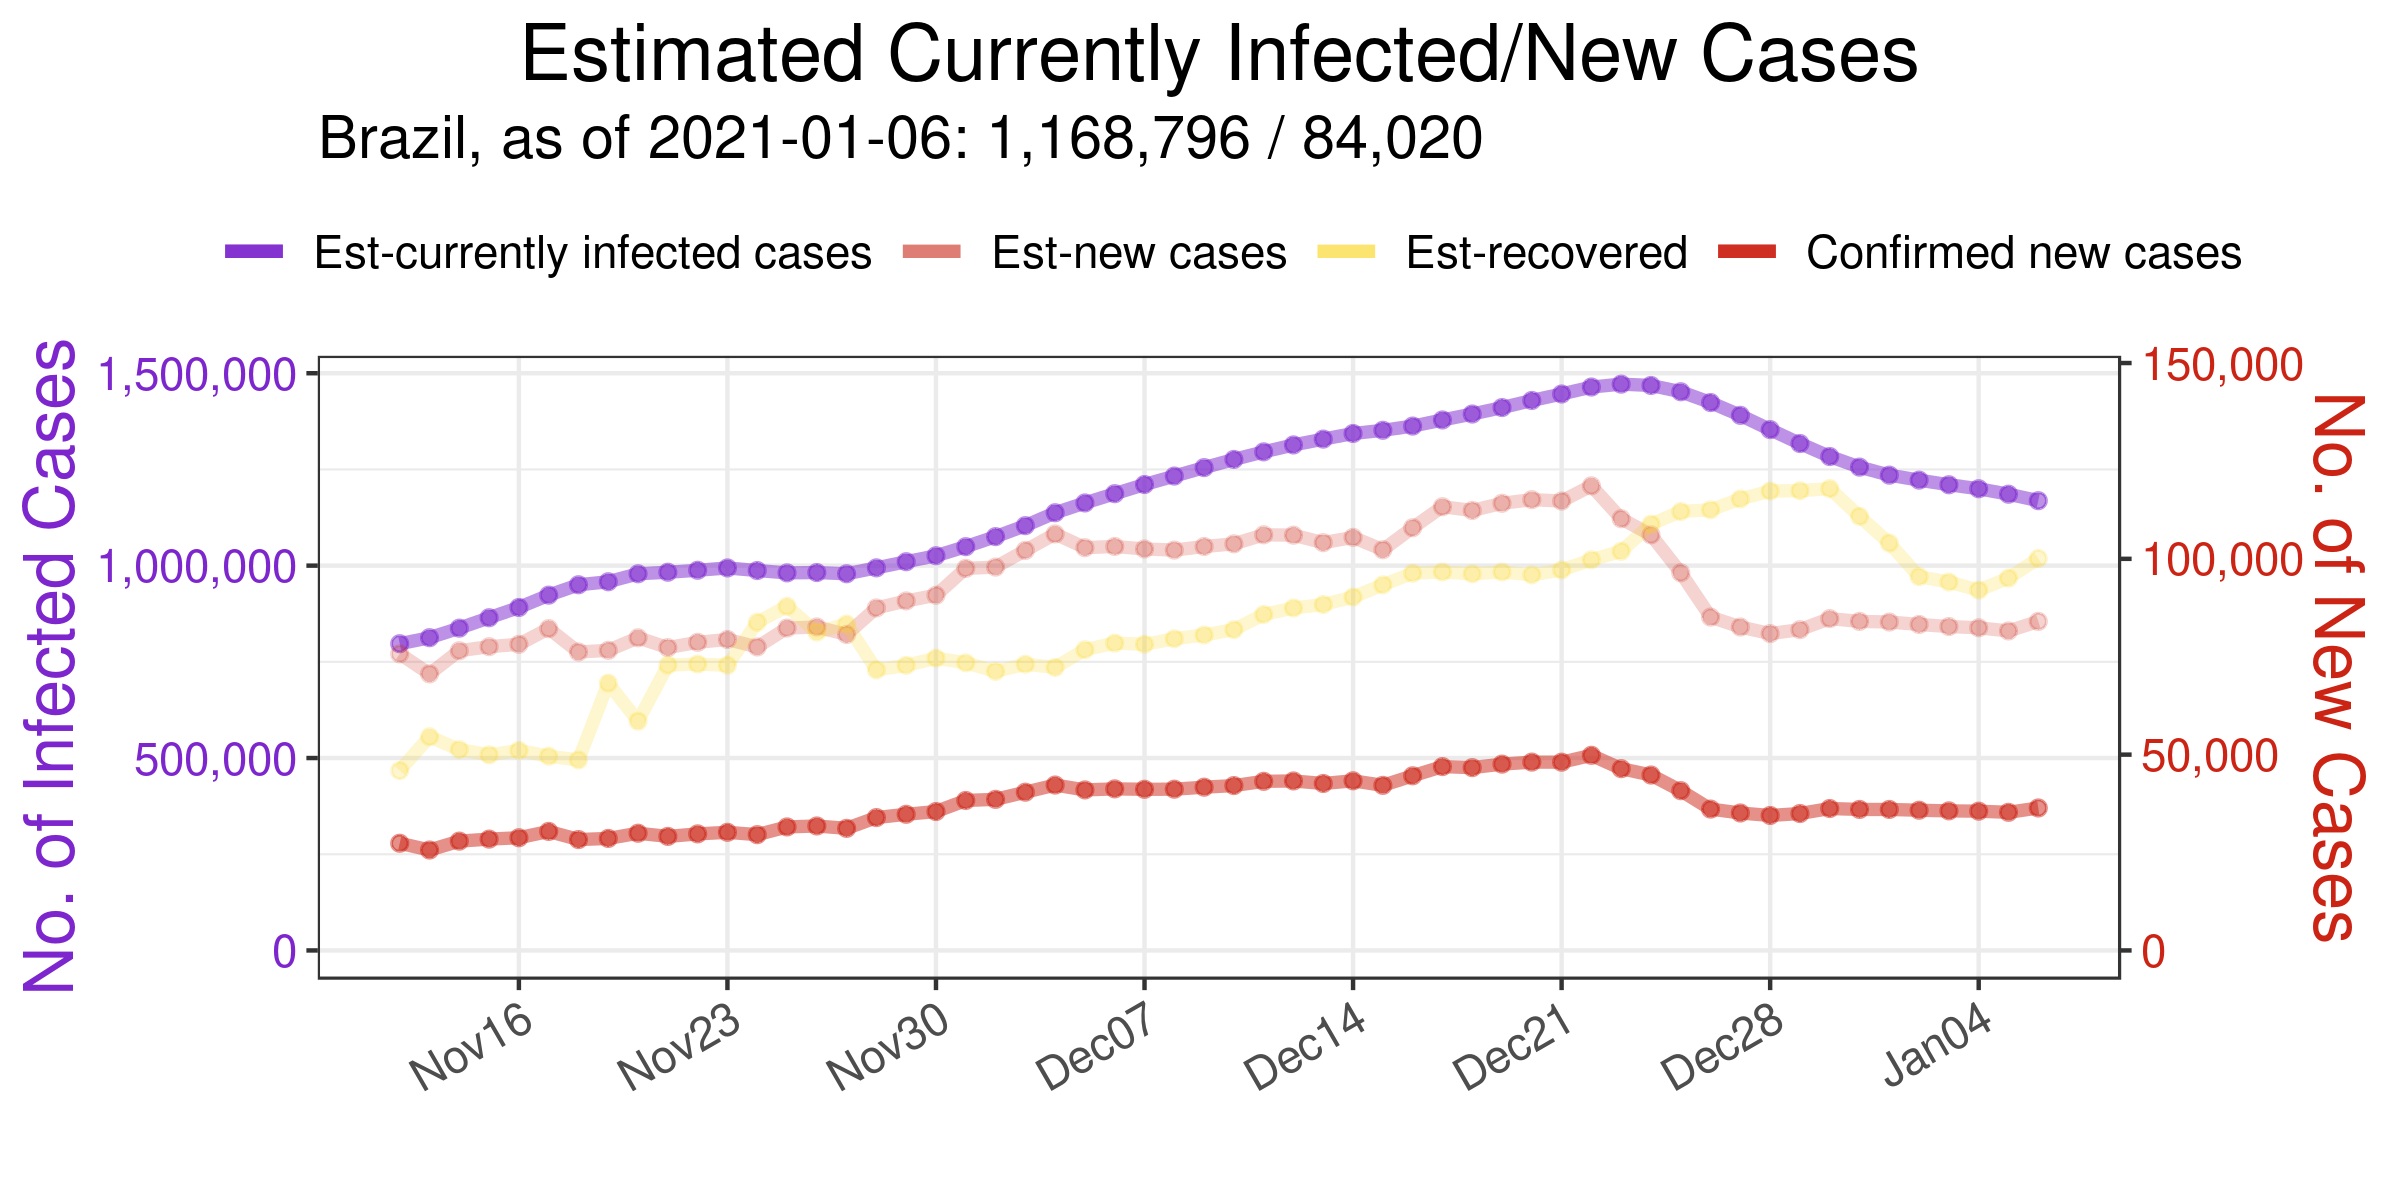 Estimated Currently Infected/New Cases
Brazil, as of 2021-01-06: 1,168,796 / 84,020
Est-currently infected cases Est-new cases Est-recovered Confirmed new cases
No. of Infected Cases
1,500,000
1,000,000
500,000
0
150,000
100,000
50,000
0
No. of New Cases
Nov16 Nov23 Nov30 Dec07 Dec14 Dec21 Dec28 Jan04